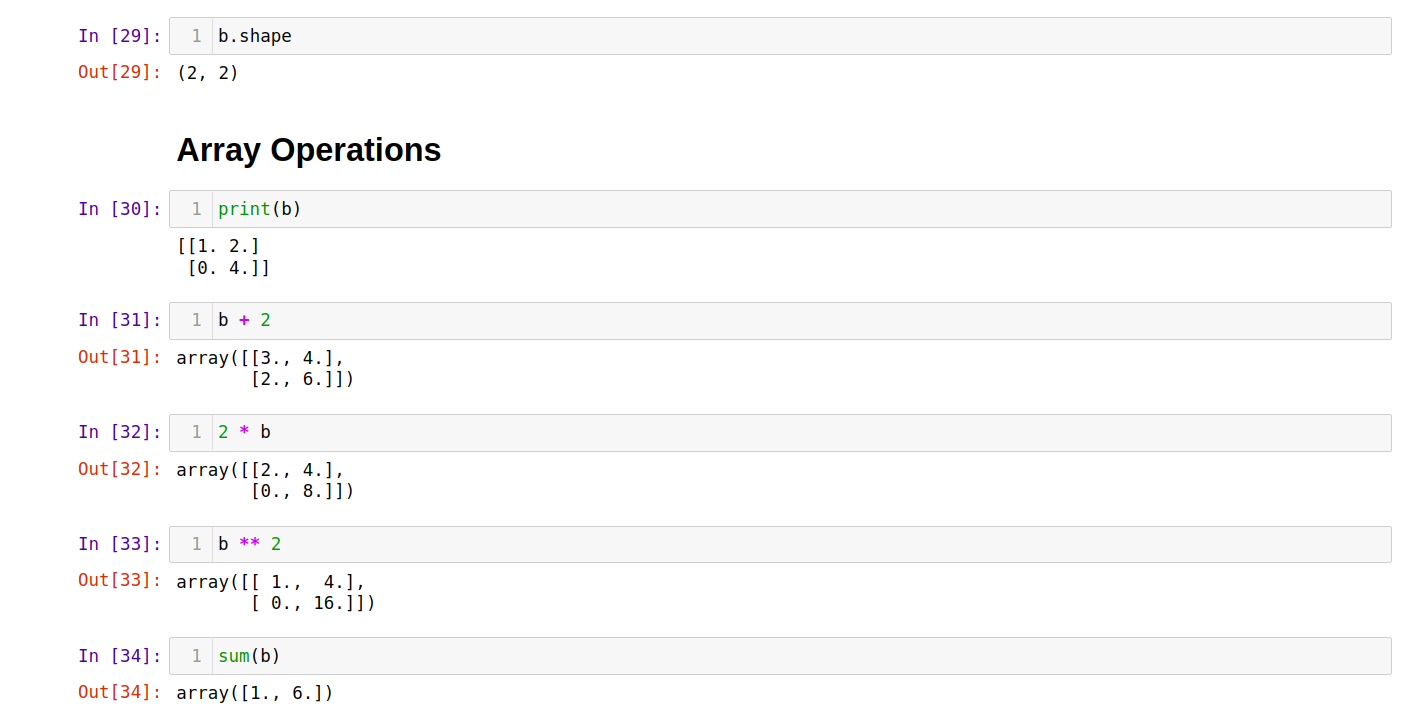 In [29]: 1 b.shape
Out[29]: (2, 2)
Array Operations
In [30]: 1 print(b)
[[1. 2.]
 [0. 4.]]
In [31]: 1 b + 2
Out[31]: array([[3., 4.],
       [2., 6.]])
In [32]: 1 2 * b
Out[32]: array([[2., 4.],
       [0., 8.]])
In [33]: 1 b ** 2
Out[33]: array([[ 1.,  4.],
       [ 0., 16.]])
In [34]: 1 sum(b)
Out[34]: array([1., 6.])